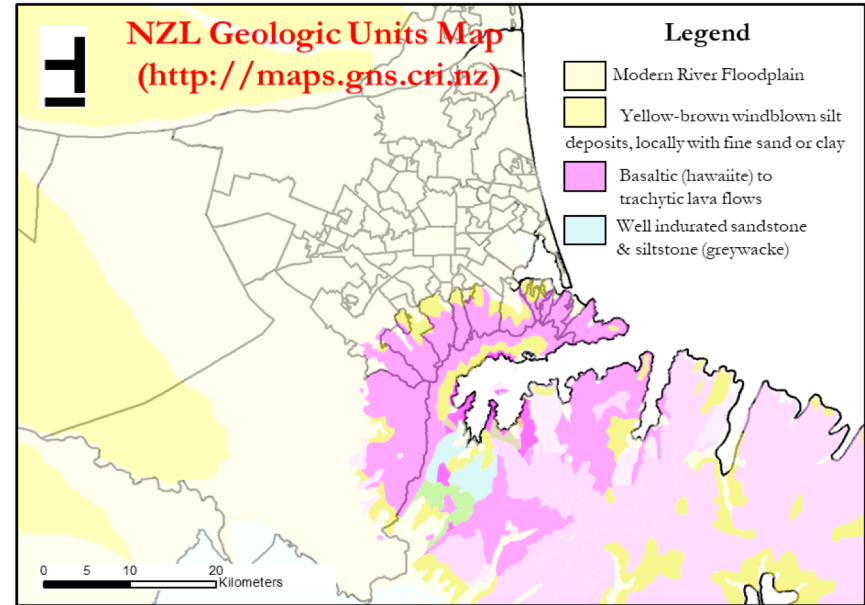 NZL Geologic Units Map
(http://maps.gns.cri.nz)
Legend
Modern River Floodplain
Yellow-brown windblown silt
deposits, locally with fine sand or clay
Basaltic (hawaiite) to
trachytic lava flows
Well indurated sandstone
& siltstone (greywacke)
0 5 10 20
Kilometers